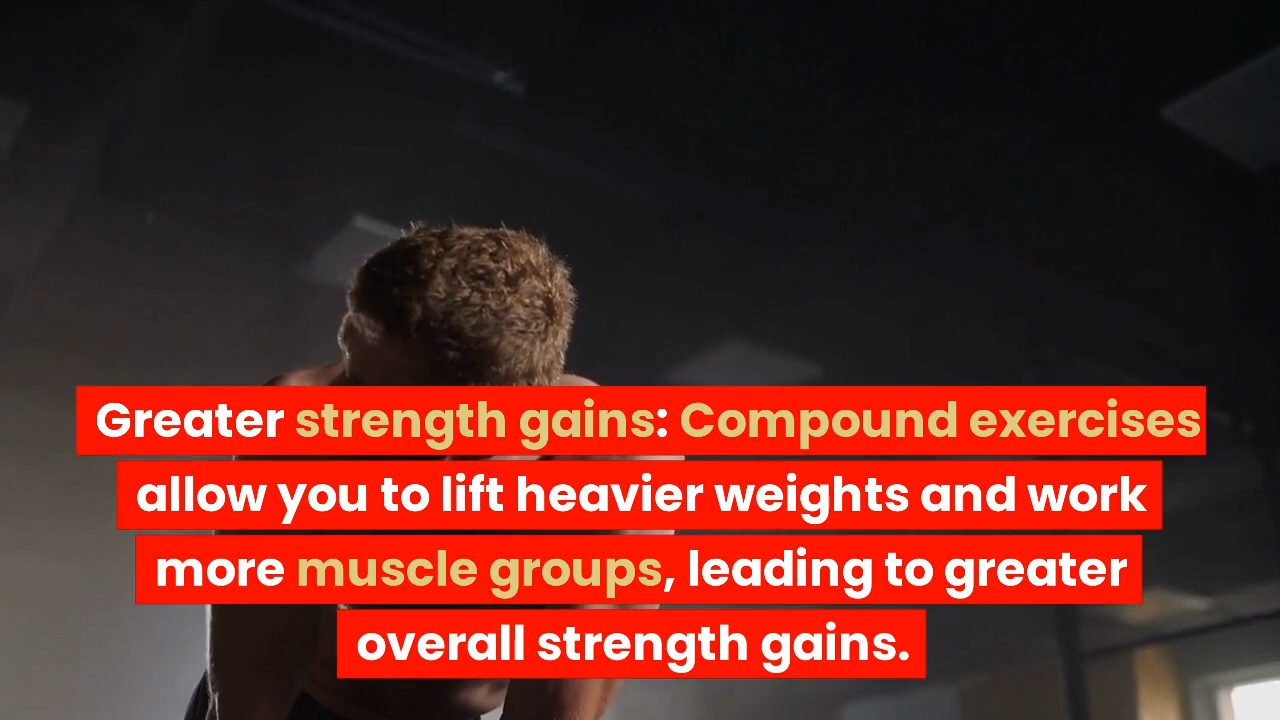 Greater strength gains: Compound exercises
allow you to lift heavier weights and work
more muscle groups, leading to greater
overall strength gains.